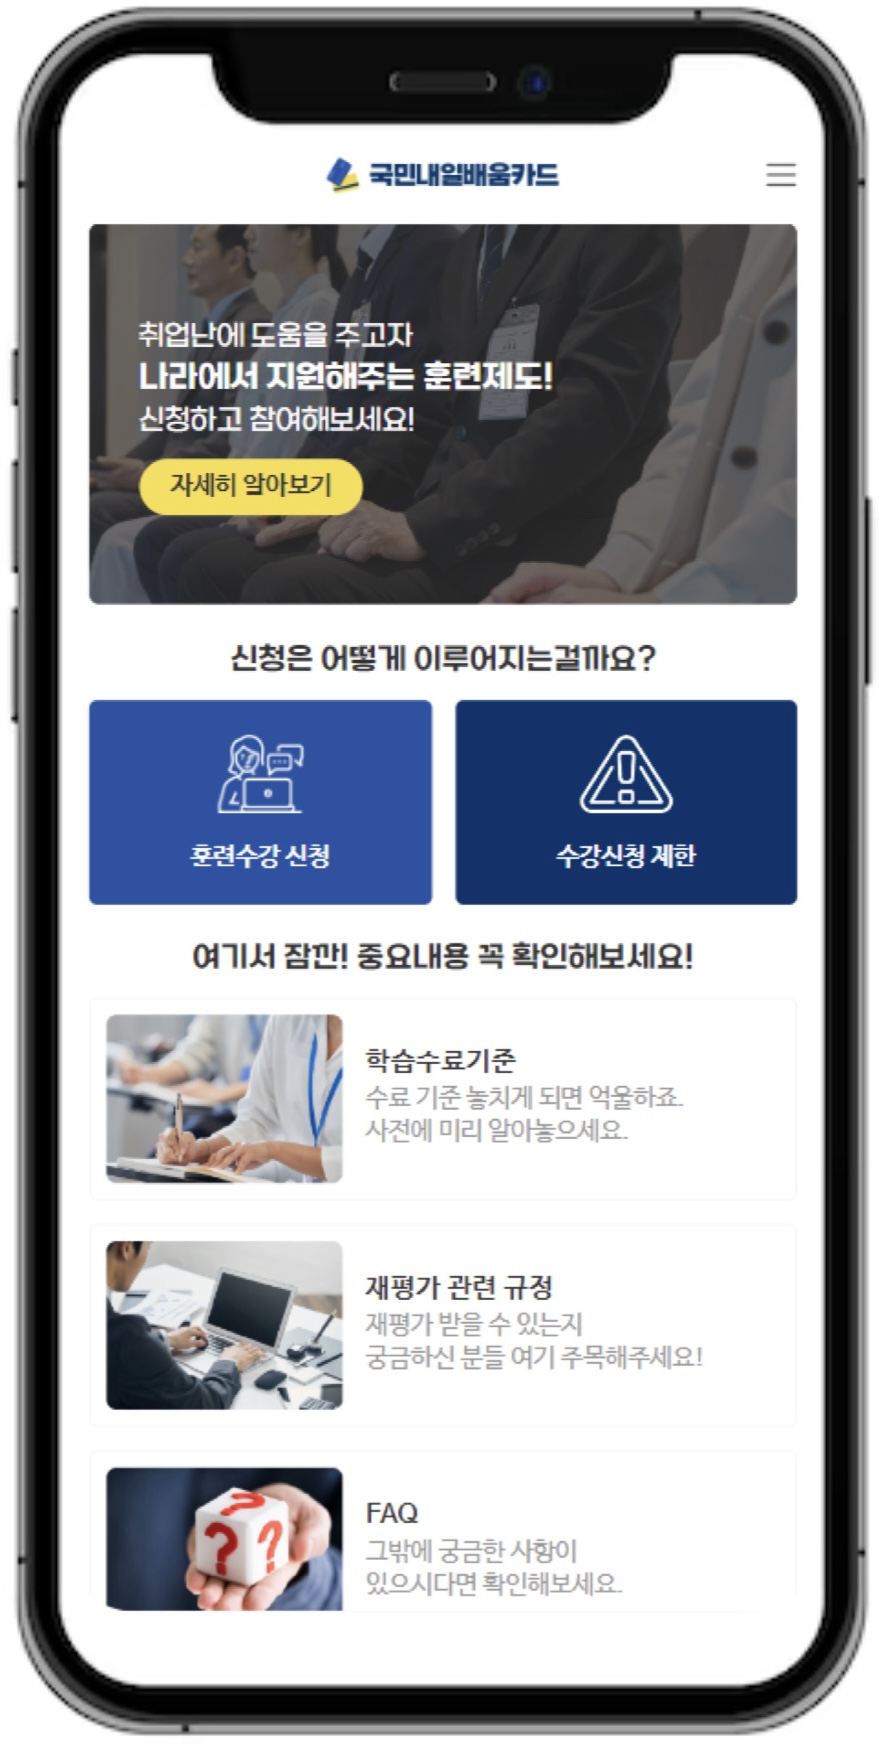 국민내일배움카드
취업난에 도움을 주고자
나라에서 지원해주는 훈련제도!
신청하고 참여해보세요!
자세히 알아보기
신청은 어떻게 이루어지는걸까요?
훈련수강 신청
수강신청 제한
여기서 잠깐! 중요내용 꼭 확인해보세요!
학습수료기준
수료 기준 놓치게 되면 억울하죠.
사전에 미리 알아놓으세요.
재평가 관련 규정
재평가 받을 수 있는지
궁금하신 분들 여기 주목해주세요!
FAQ
그밖에 궁금한 사항이
있으시다면 확인해보세요.